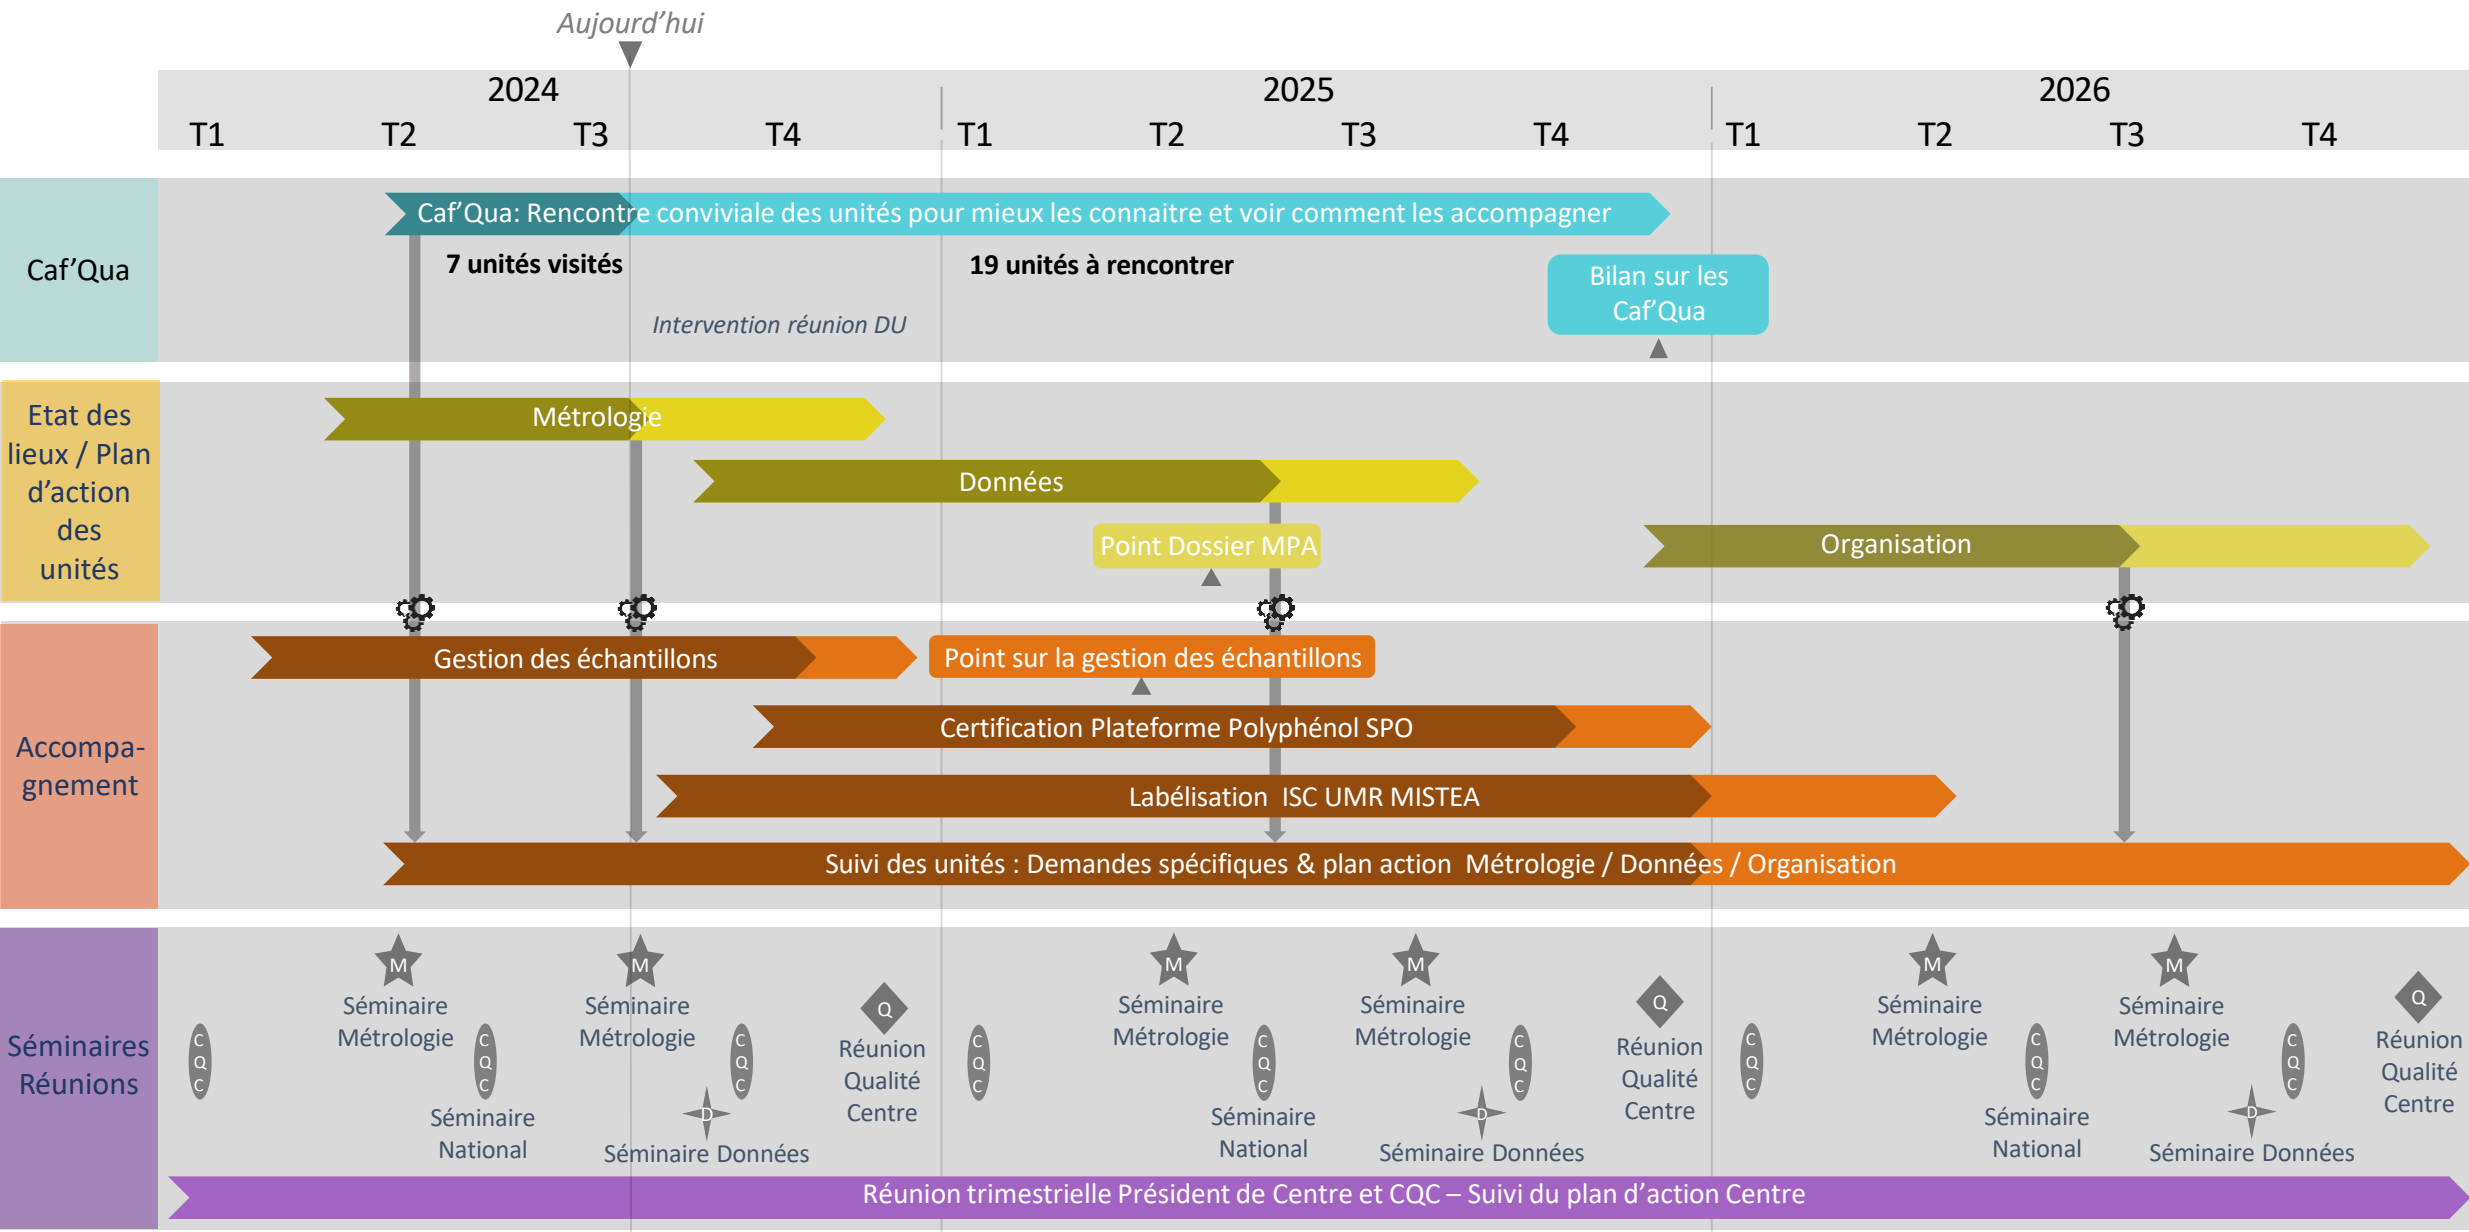 Aujourd’hui
2024
2025
2026
T1
T2
T3
T4
T1
T2
T3
T4
T1
T2
T3
T4
Caf’Qua
Caf’Qua: Rencontre conviviale des unités pour mieux les connaitre et voir comment les accompagner
7 unités visités
19 unités à rencontrer
Intervention réunion DU
Bilan sur les
Caf’Qua
Etat des
lieux / Plan
d’action
des
unités
Métrologie
Données
Point Dossier MPA
Organisation
Accompa-
gnement
Gestion des échantillons
Point sur la gestion des échantillons
Certification Plateforme Polyphénol SPO
Labélisation ISC UMR MISTEA
Suivi des unités : Demandes spécifiques & plan action Métrologie / Données / Organisation
Séminaires
Réunions
CQC
M
Séminaire
Métrologie
CQC
Séminaire
National
M
Séminaire
Métrologie
D
Séminaire Données
CQC
Q
Réunion
Qualité
Centre
CQC
M
Séminaire
Métrologie
CQC
Séminaire
National
M
Séminaire
Métrologie
D
Séminaire Données
CQC
Q
Réunion
Qualité
Centre
CQC
M
Séminaire
Métrologie
CQC
Séminaire
National
M
Séminaire
Métrologie
D
Séminaire Données
CQC
Q
Réunion
Qualité
Centre
Réunion trimestrielle Président de Centre et CQC – Suivi du plan d’action Centre